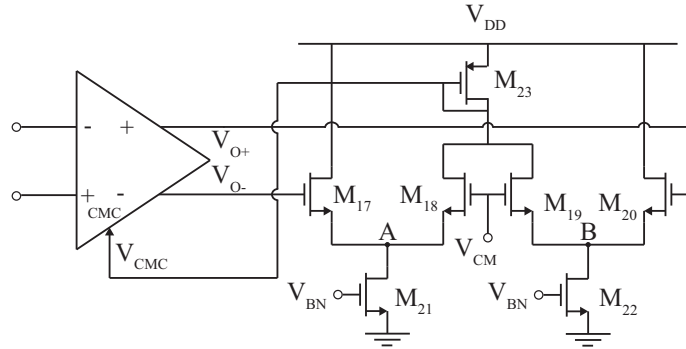 V_DD
M_23
- +
V_O+
V_O-
+ -
CMC
M_17
M_18
M_19
M_20
V_CMC
A
V_CM
B
V_BN
M_21
V_BN
M_22